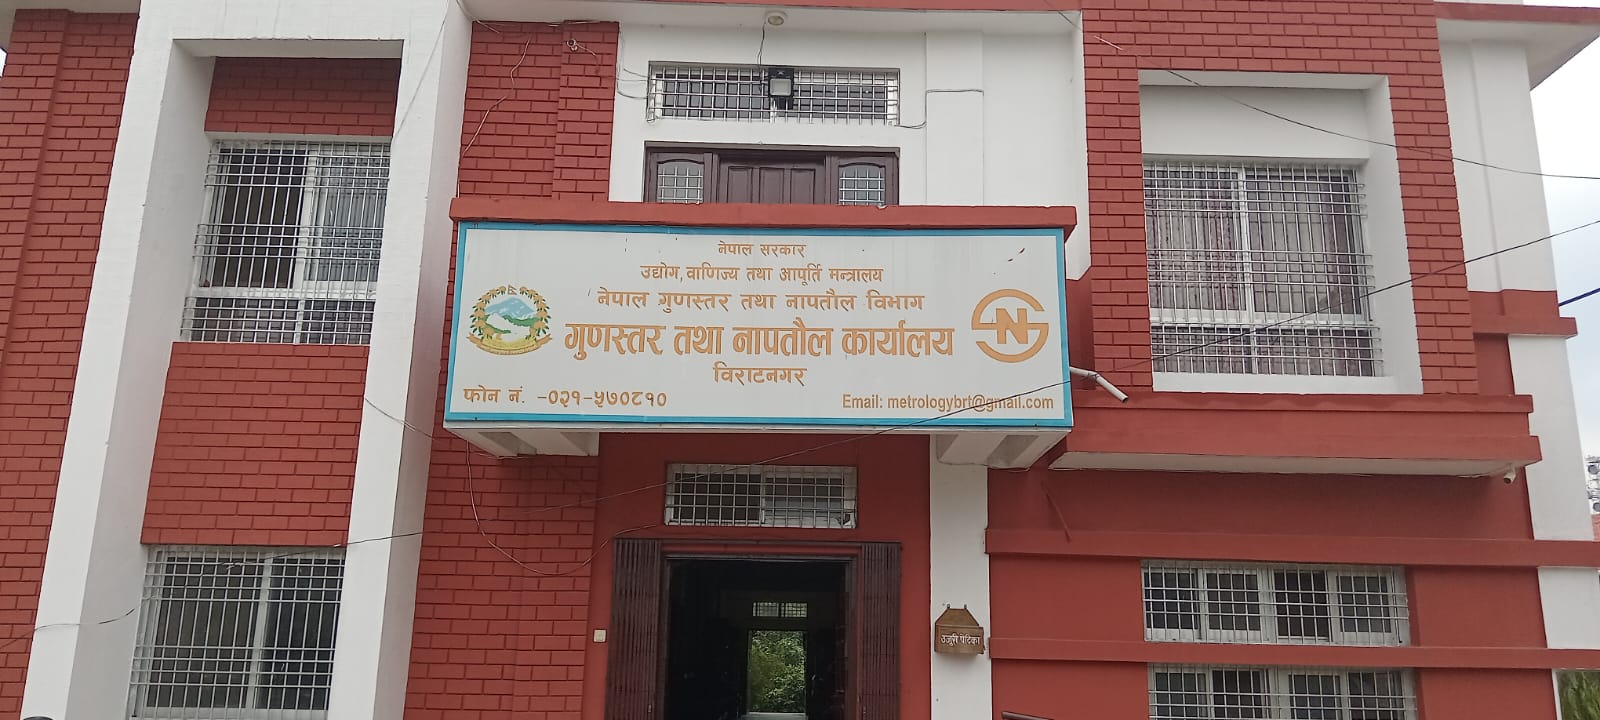 नेपाल सरकार
उद्योग, वाणिज्य तथा आपूर्ति मन्त्रालय
नेपाल गुणस्तर तथा नापतौल विभाग
गुणस्तर तथा नापतौल कार्यालय
विराटनगर
फोन नं. -०२१-५७०८१० Email: metrologybrt@gmail.com
NS
उजुरी पेटिका